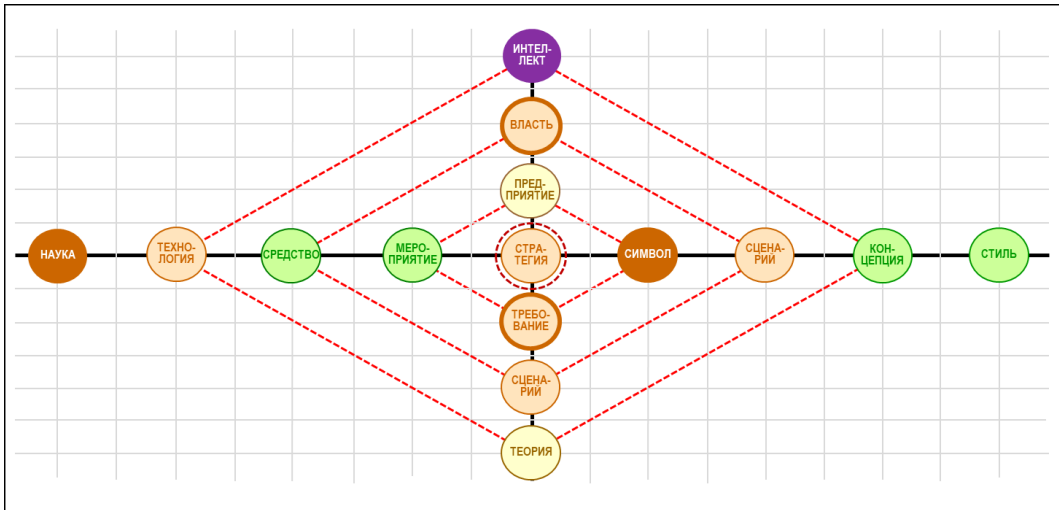 ИНТЕЛ-
ЛЕКТ
ВЛАСТЬ
ПРЕД-
ПРИЯТИЕ
НАУКА
ТЕХНО-
ЛОГИЯ
СРЕДСТВО
МЕРО-
ПРИЯТИЕ
СТРА-
ТЕГИЯ
СИМВОЛ
СЦЕНА-
РИЙ
КОН-
ЦЕПЦИЯ
СТИЛЬ
ТРЕБО-
ВАНИЕ
СЦЕНА-
РИЙ
ТЕОРИЯ